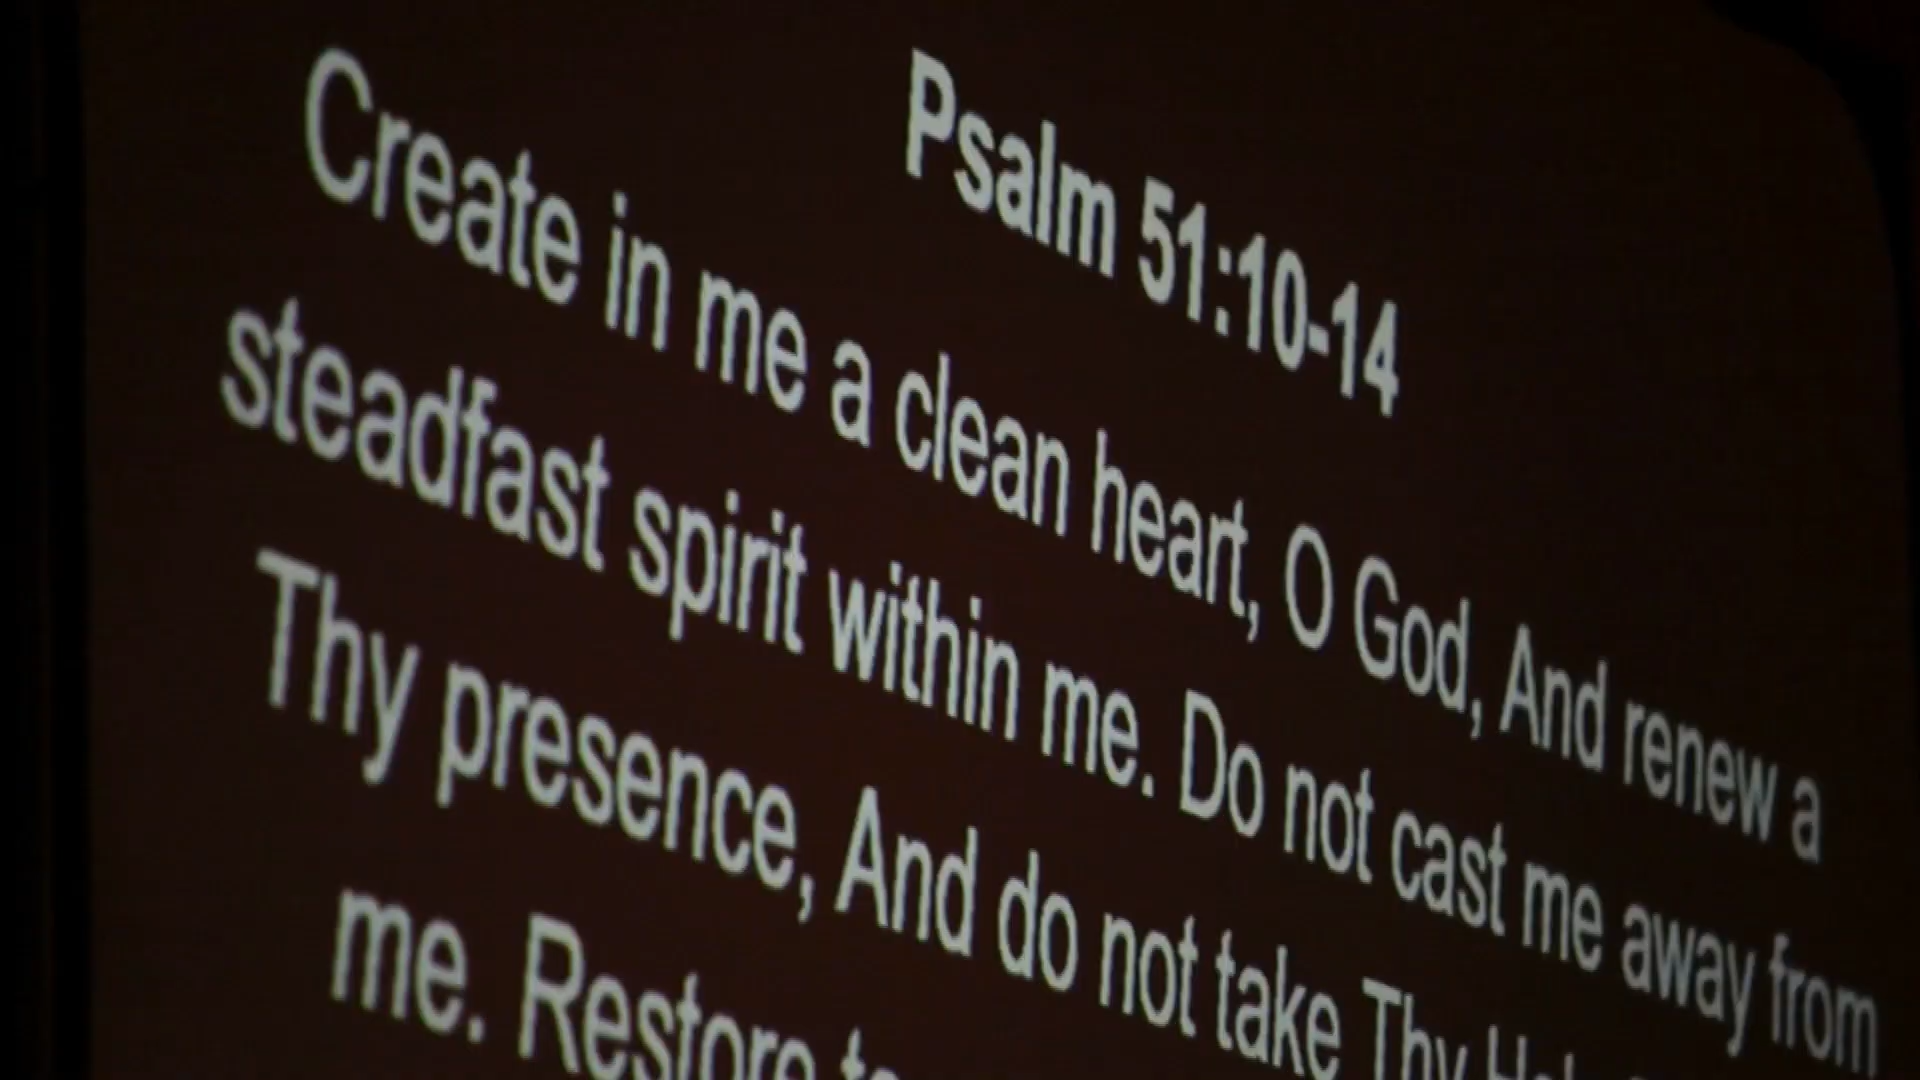 Psalm 51:10-14
Create in me a clean heart, O God, And renew a
steadfast spirit within me. Do not cast me away from
Thy presence, And do not take Thy
me. Restore